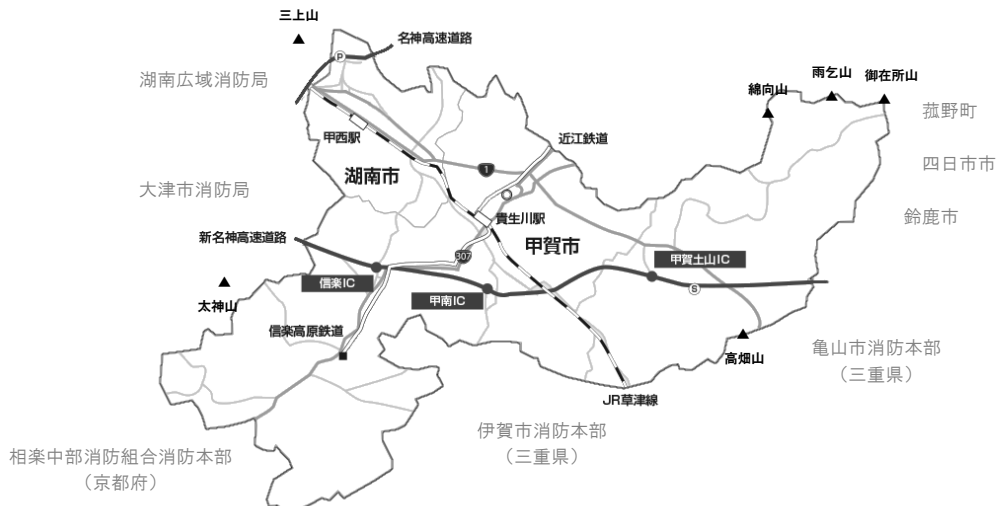 三上山
名神高速道路
P
湖南広域消防局
雨乞山
御在所山
綿向山
菰野町
甲西駅
近江鉄道
四日市市
1
湖南市
大津市消防局
鈴鹿市
貴生川駅
新名神高速道路
甲賀市
307
甲賀土山IC
信楽IC
S
甲南IC
太神山
信楽高原鉄道
高畑山
亀山市消防本部
（三重県）
JR草津線
伊賀市消防本部
（三重県）
相楽中部消防組合消防本部
（京都府）